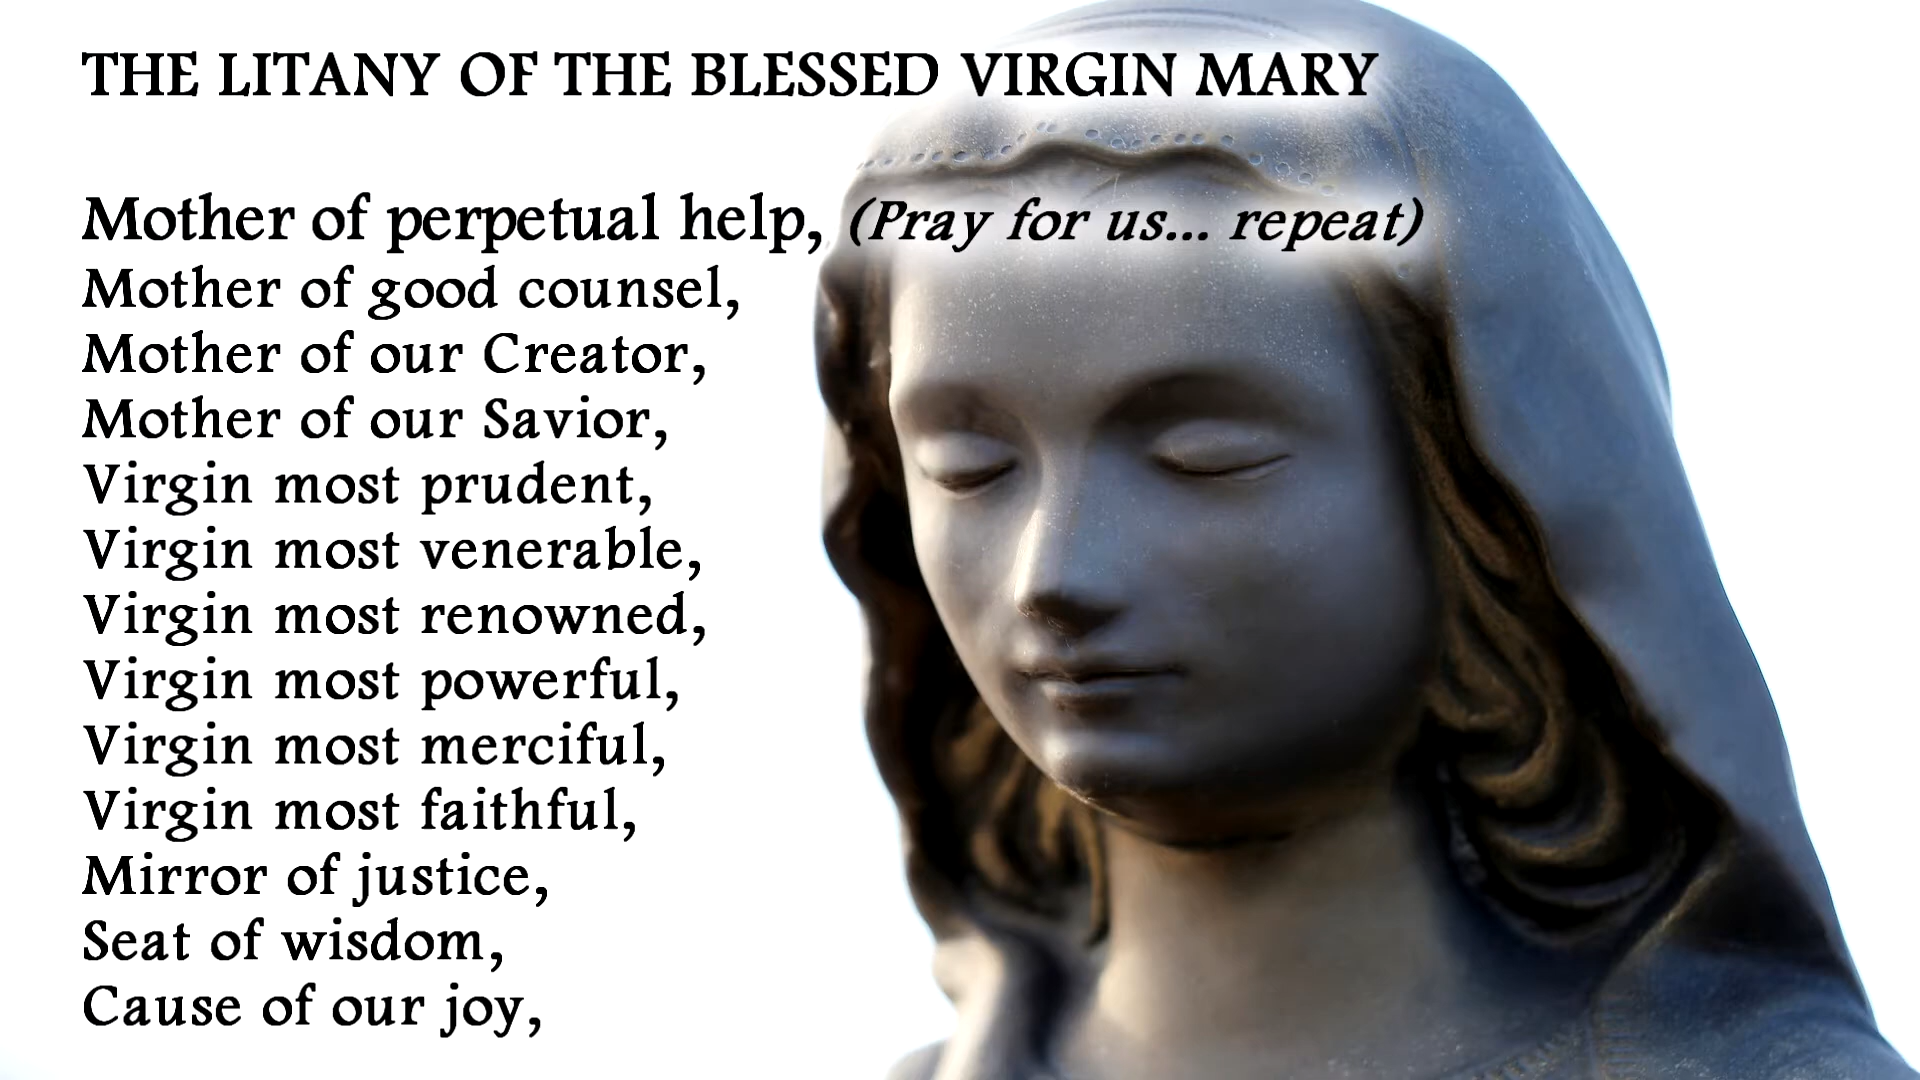 THE LITANY OF THE BLESSED VIRGIN MARY
Mother of perpetual help, (Pray for us... repeat)
Mother of good counsel,
Mother of our Creator,
Mother of our Savior,
Virgin most prudent,
Virgin most venerable,
Virgin most renowned,
Virgin most powerful,
Virgin most merciful,
Virgin most faithful,
Mirror of justice,
Seat of wisdom,
Cause of our joy,